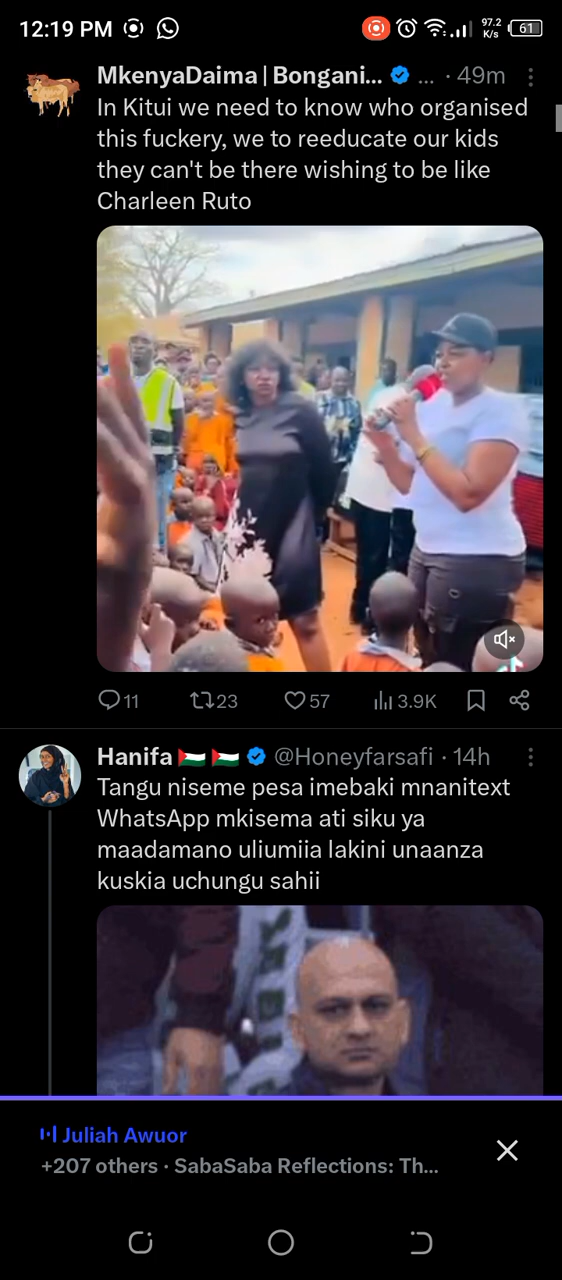 12:19 PM
97.2
K/s
61
MkenyaDaima | Bongani... ... · 49m
In Kitui we need to know who organised
this fuckery, we to reeducate our kids
they can't be there wishing to be like
Charleen Ruto
11 23 57 3.9K
Hanifa 🇵🇸 🇵🇸 @Honeyfarsafi · 14h
Tangu niseme pesa imebaki mnanitext
WhatsApp mkisema ati siku ya
maadamano uliumiia lakini unaanza
kuskia uchungu sahii
Juliah Awuor
+207 others · SabaSaba Reflections: Th...